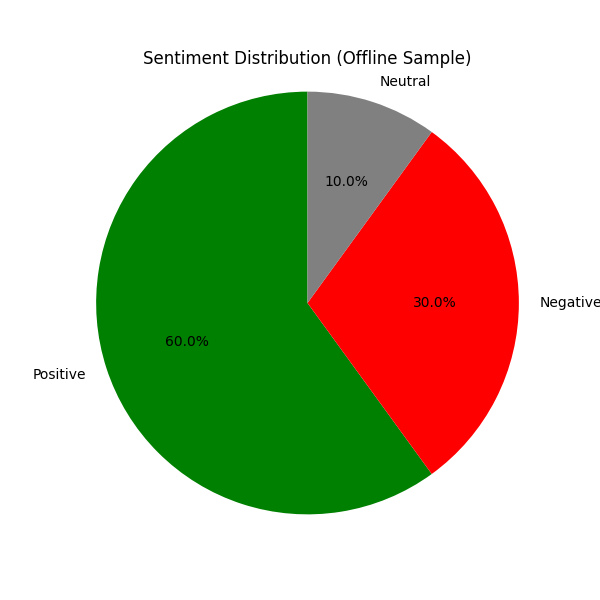 Sentiment Distribution (Offline Sample)
Neutral
10.0%
30.0%
Negative
60.0%
Positive